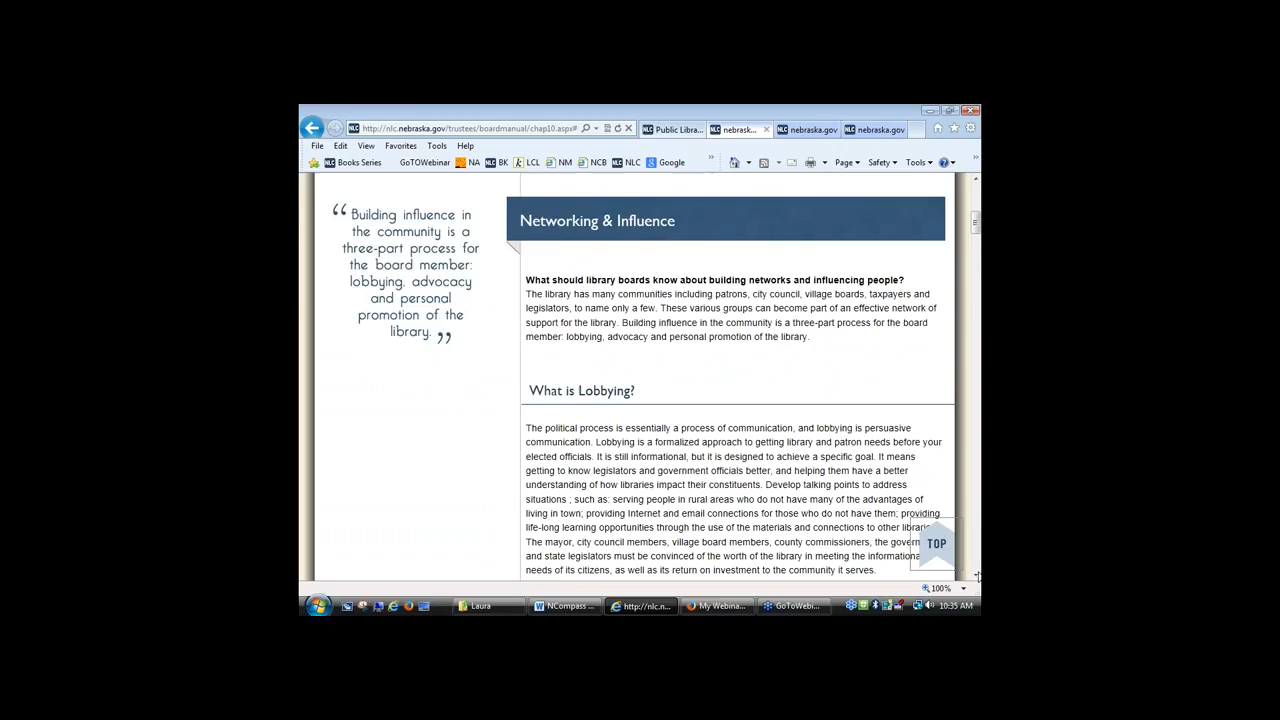 http://nlc.nebraska.gov/trustees/boardmanual/chap10.aspx#
NLC Public Libra...
NLC nebrask...
NLC nebraska.gov
NLC nebraska.gov
File Edit View Favorites Tools Help
NLC Books Series GoTOWebinar NA NLC BK LCL NM NCB NLC Google
Page Safety Tools
“ Building influence in
the community is a
three-part process for
the board member:
lobbying, advocacy
and personal
promotion of the
library. ”
Networking & Influence
What should library boards know about building networks and influencing people?
The library has many communities including patrons, city council, village boards, taxpayers and
legislators, to name only a few. These various groups can become part of an effective network of
support for the library. Building influence in the community is a three-part process for the board
member: lobbying, advocacy and personal promotion of the library.
What is Lobbying?
The political process is essentially a process of communication, and lobbying is persuasive
communication. Lobbying is a formalized approach to getting library and patron needs before your
elected officials. It is still informational, but it is designed to achieve a specific goal. It means
getting to know legislators and government officials better, and helping them have a better
understanding of how libraries impact their constituents. Develop talking points to address
situations ; such as: serving people in rural areas who do not have many of the advantages of
living in town; providing Internet and email connections for those who do not have them; providing
life-long learning opportunities through the use of the materials and connections to other librarie
The mayor, city council members, village board members, county commissioners, the govern
and state legislators must be convinced of the worth of the library in meeting the informationa
needs of its citizens, as well as its return on investment to the community it serves.
TOP
100%
Laura
NCompass ...
http://nlc.n...
My Webina...
GoToWebi...
10:35 AM